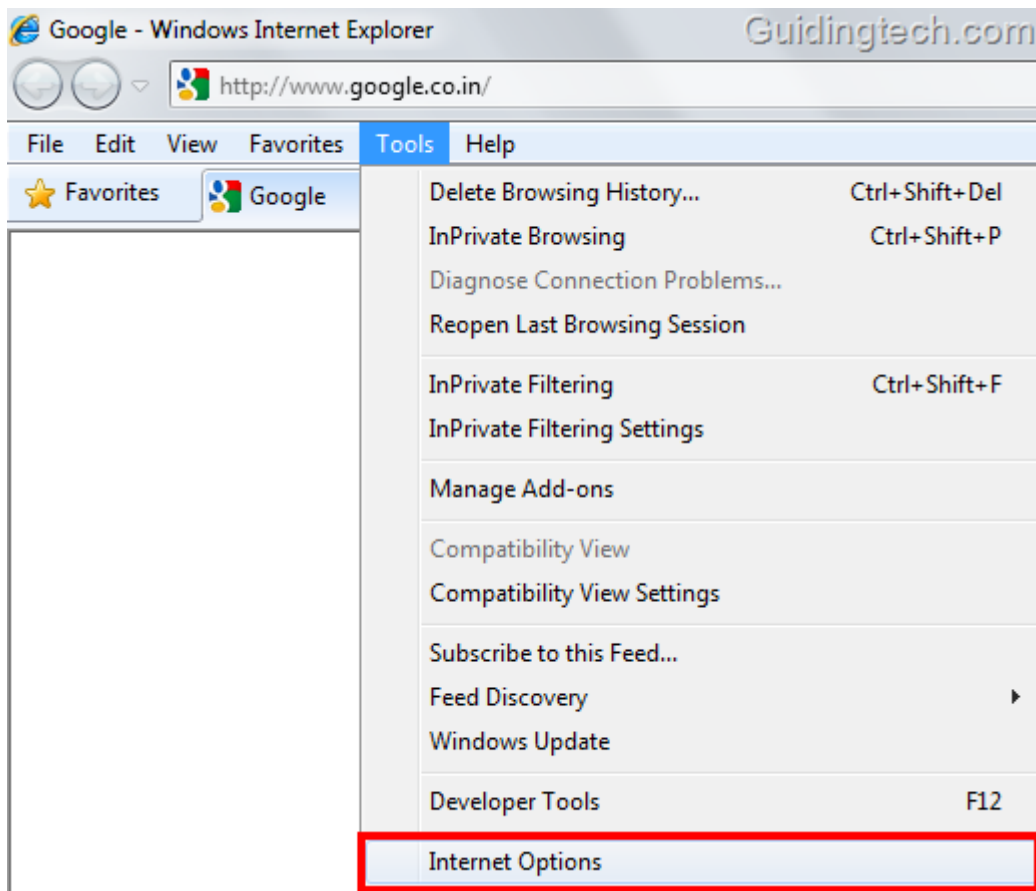 Google - Windows Internet Explorer
Guidingtech.com
http://www.google.co.in/
File Edit View Favorites Tools Help
Favorites Google
Delete Browsing History... Ctrl+Shift+Del
InPrivate Browsing Ctrl+Shift+P
Diagnose Connection Problems...
Reopen Last Browsing Session
InPrivate Filtering Ctrl+Shift+F
InPrivate Filtering Settings
Manage Add-ons
Compatibility View
Compatibility View Settings
Subscribe to this Feed...
Feed Discovery
Windows Update
Developer Tools F12
Internet Options